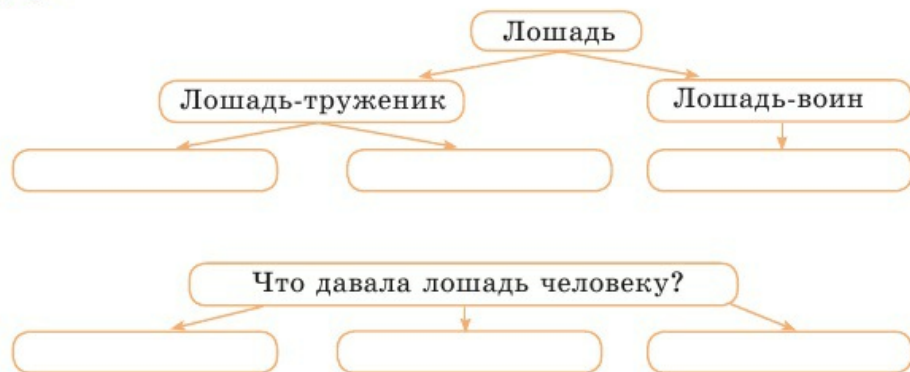 Лошадь
Лошадь-труженик Лошадь-воин
Что давала лошадь человеку?